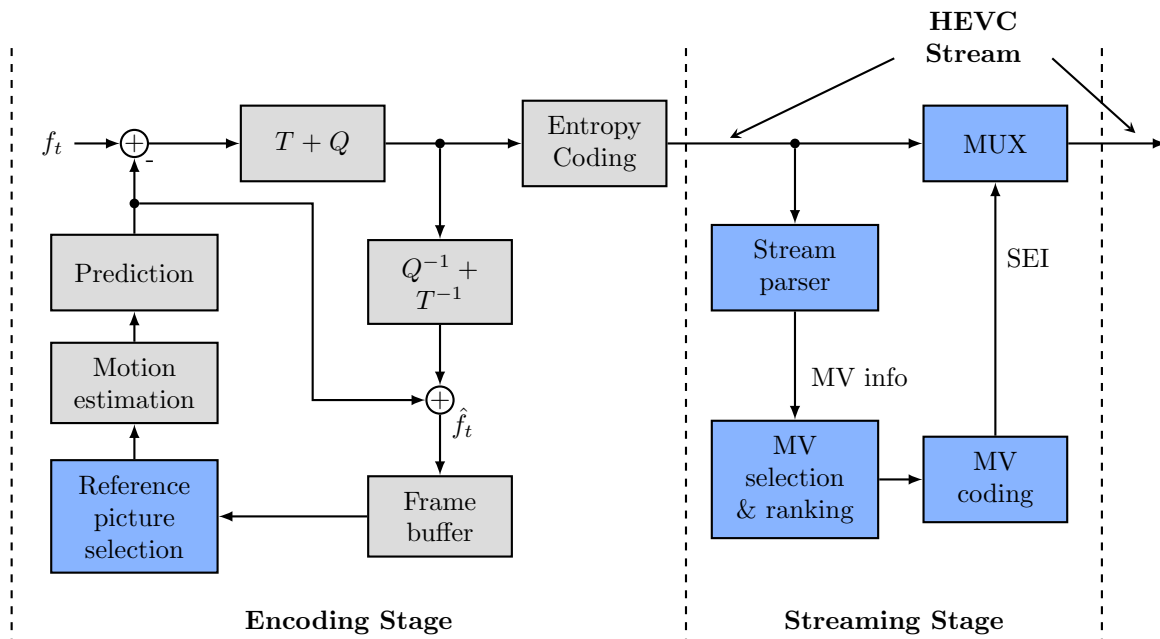 HEVC
Stream
f_t
+
-
T + Q
Entropy
Coding
MUX
Prediction
Q^{-1} +
T^{-1}
Stream
parser
SEI
Motion
estimation
MV info
+
\hat{f}_t
Reference
picture
selection
Frame
buffer
MV
selection
& ranking
MV
coding
Encoding Stage
Streaming Stage